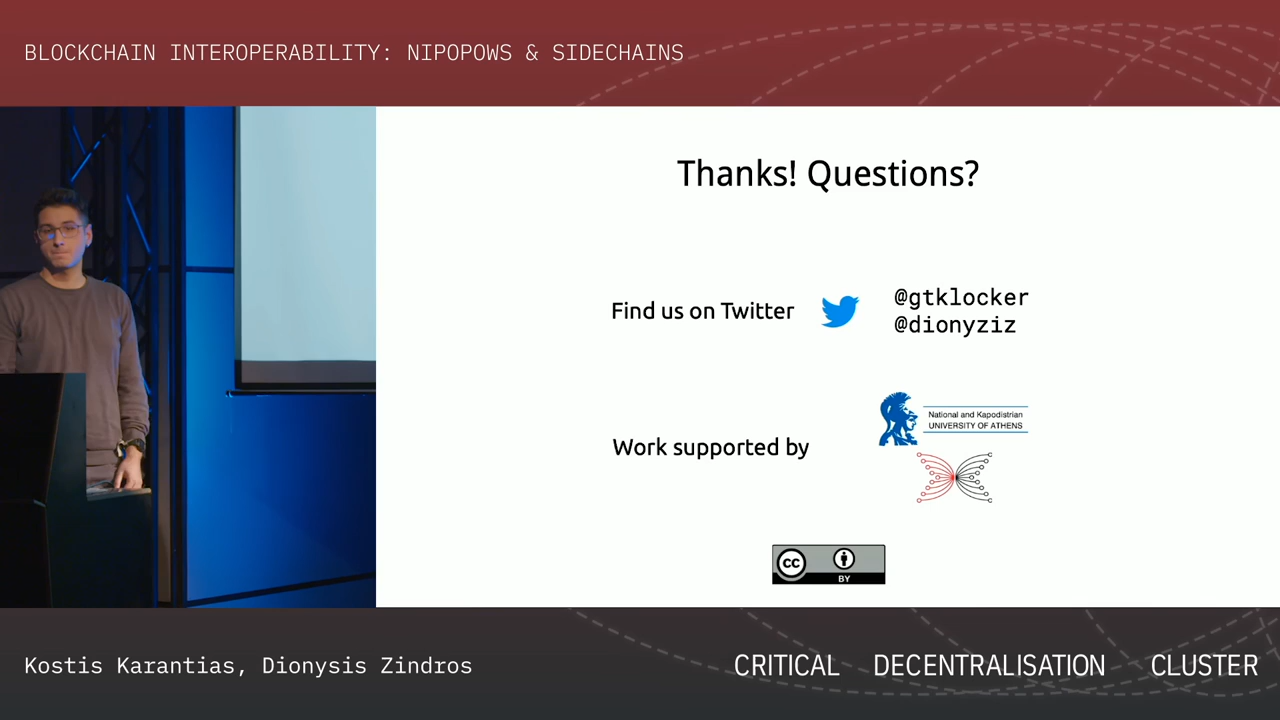 BLOCKCHAIN INTEROPERABILITY: NIPOPOWS & SIDECHAINS
Thanks! Questions?
Find us on Twitter
@gtklocker
@dionyziz
Work supported by
National and Kapodistrian
UNIVERSITY OF ATHENS
CC
BY
Kostis Karantias, Dionysis Zindros
CRITICAL DECENTRALISATION CLUSTER